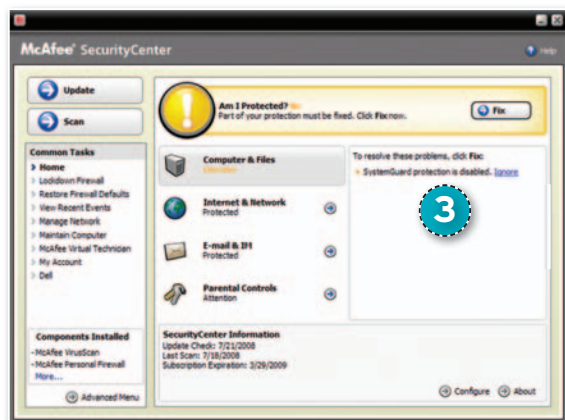 McAfee® SecurityCenter
Help
Update
Scan
Common Tasks
Home
Lockdown Firewall
Restore Firewall Defaults
View Recent Events
Manage Network
Maintain Computer
McAfee Virtual Technician
My Account
Dell
Components Installed
-McAfee VirusScan
-McAfee Personal Firewall
More...
Advanced Menu
Am I Protected? No
Part of your protection must be fixed. Click Fix now.
Fix
Computer & Files
Attention
Internet & Network
Protected
E-mail & IM
Protected
Parental Controls
Attention
To resolve these problems, click Fix:
SystemGuard protection is disabled. Ignore
3
SecurityCenter Information
Update Check: 7/21/2008
Last Scan: 7/18/2008
Subscription Expiration: 3/29/2009
Configure
About